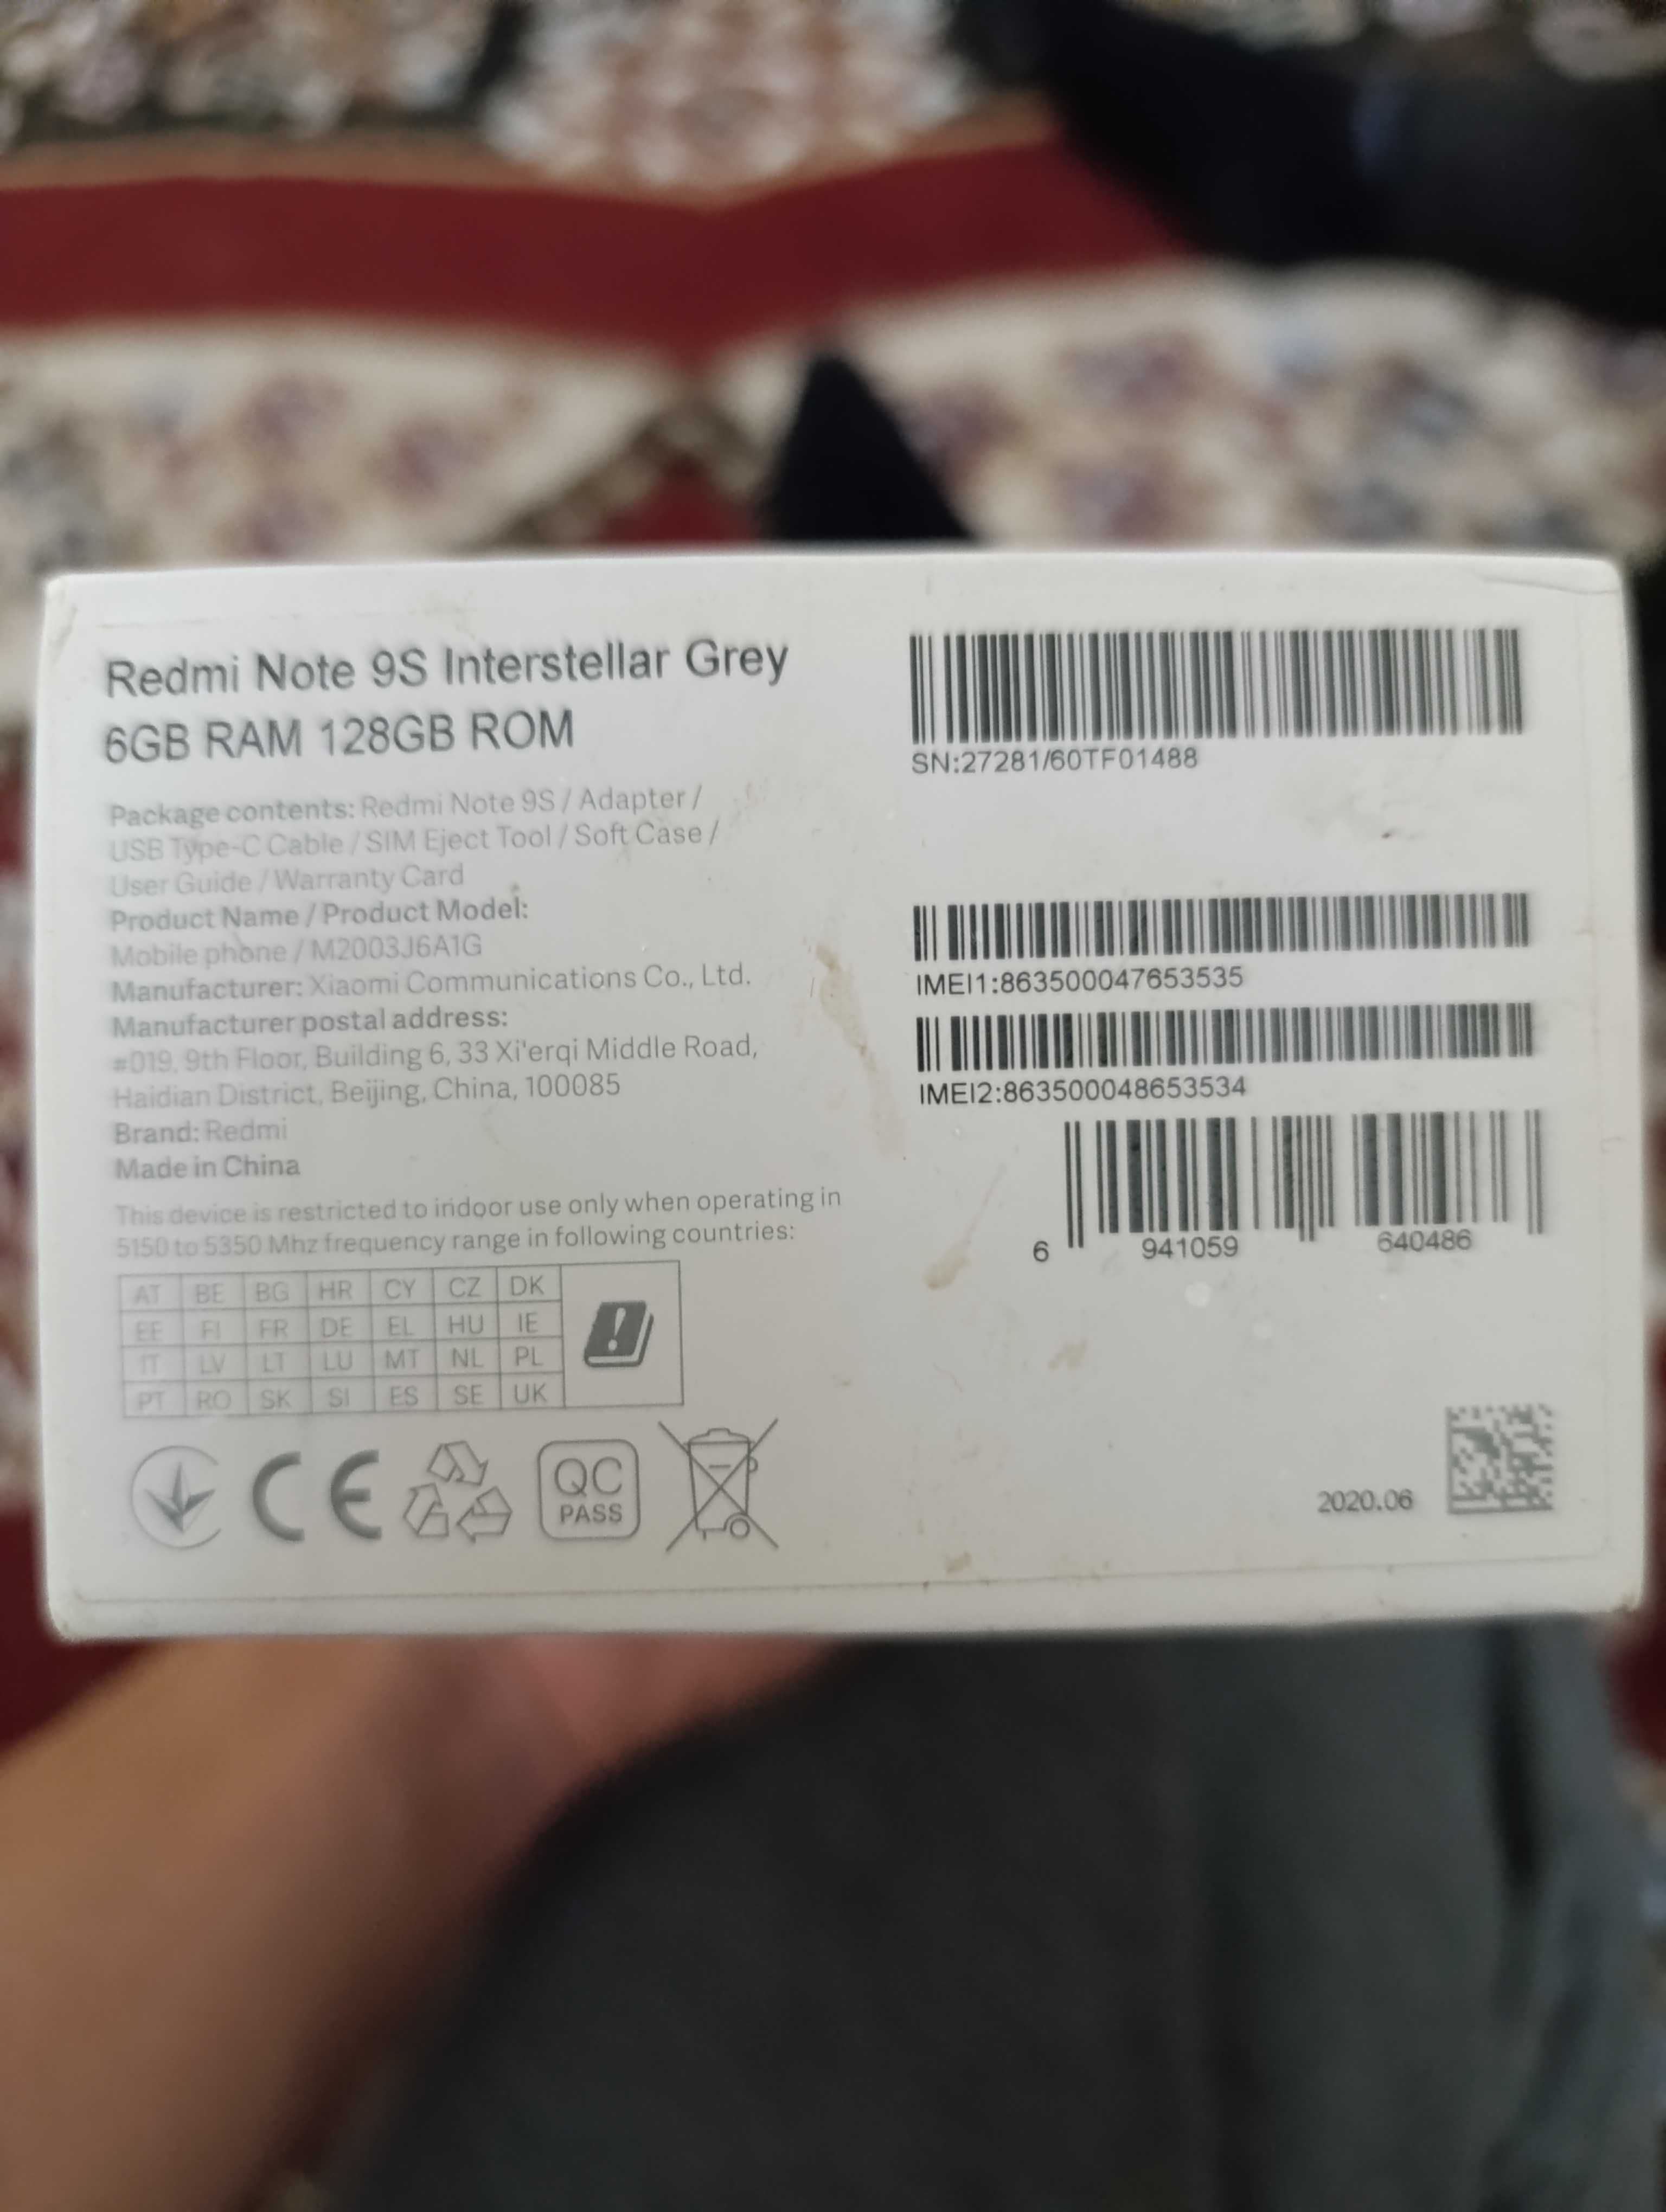 Redmi Note 9S Interstellar Grey
6GB RAM 128GB ROM
Package contents: Redmi Note 9S / Adapter /
USB Type-C Cable / SIM Eject Tool / Soft Case /
User Guide / Warranty Card
Product Name / Product Model:
Mobile phone / M2003J6A1G
Manufacturer: Xiaomi Communications Co., Ltd.
Manufacturer postal address:
#019, 9th Floor, Building 6, 33 Xi'erqi Middle Road,
Haidian District, Beijing, China, 100085
Brand: Redmi
Made in China
This device is restricted to indoor use only when operating in
5150 to 5350 Mhz frequency range in following countries:
AT BE BG HR CY CZ DK
EE FI FR DE EL HU IE
IT LV LT LU MT NL PL
PT RO SK SI ES SE UK
CE
QC
PASS
SN:27281/60TF01488
IMEI1:863500047653535
IMEI2:863500048653534
6 941059 640486
2020.06